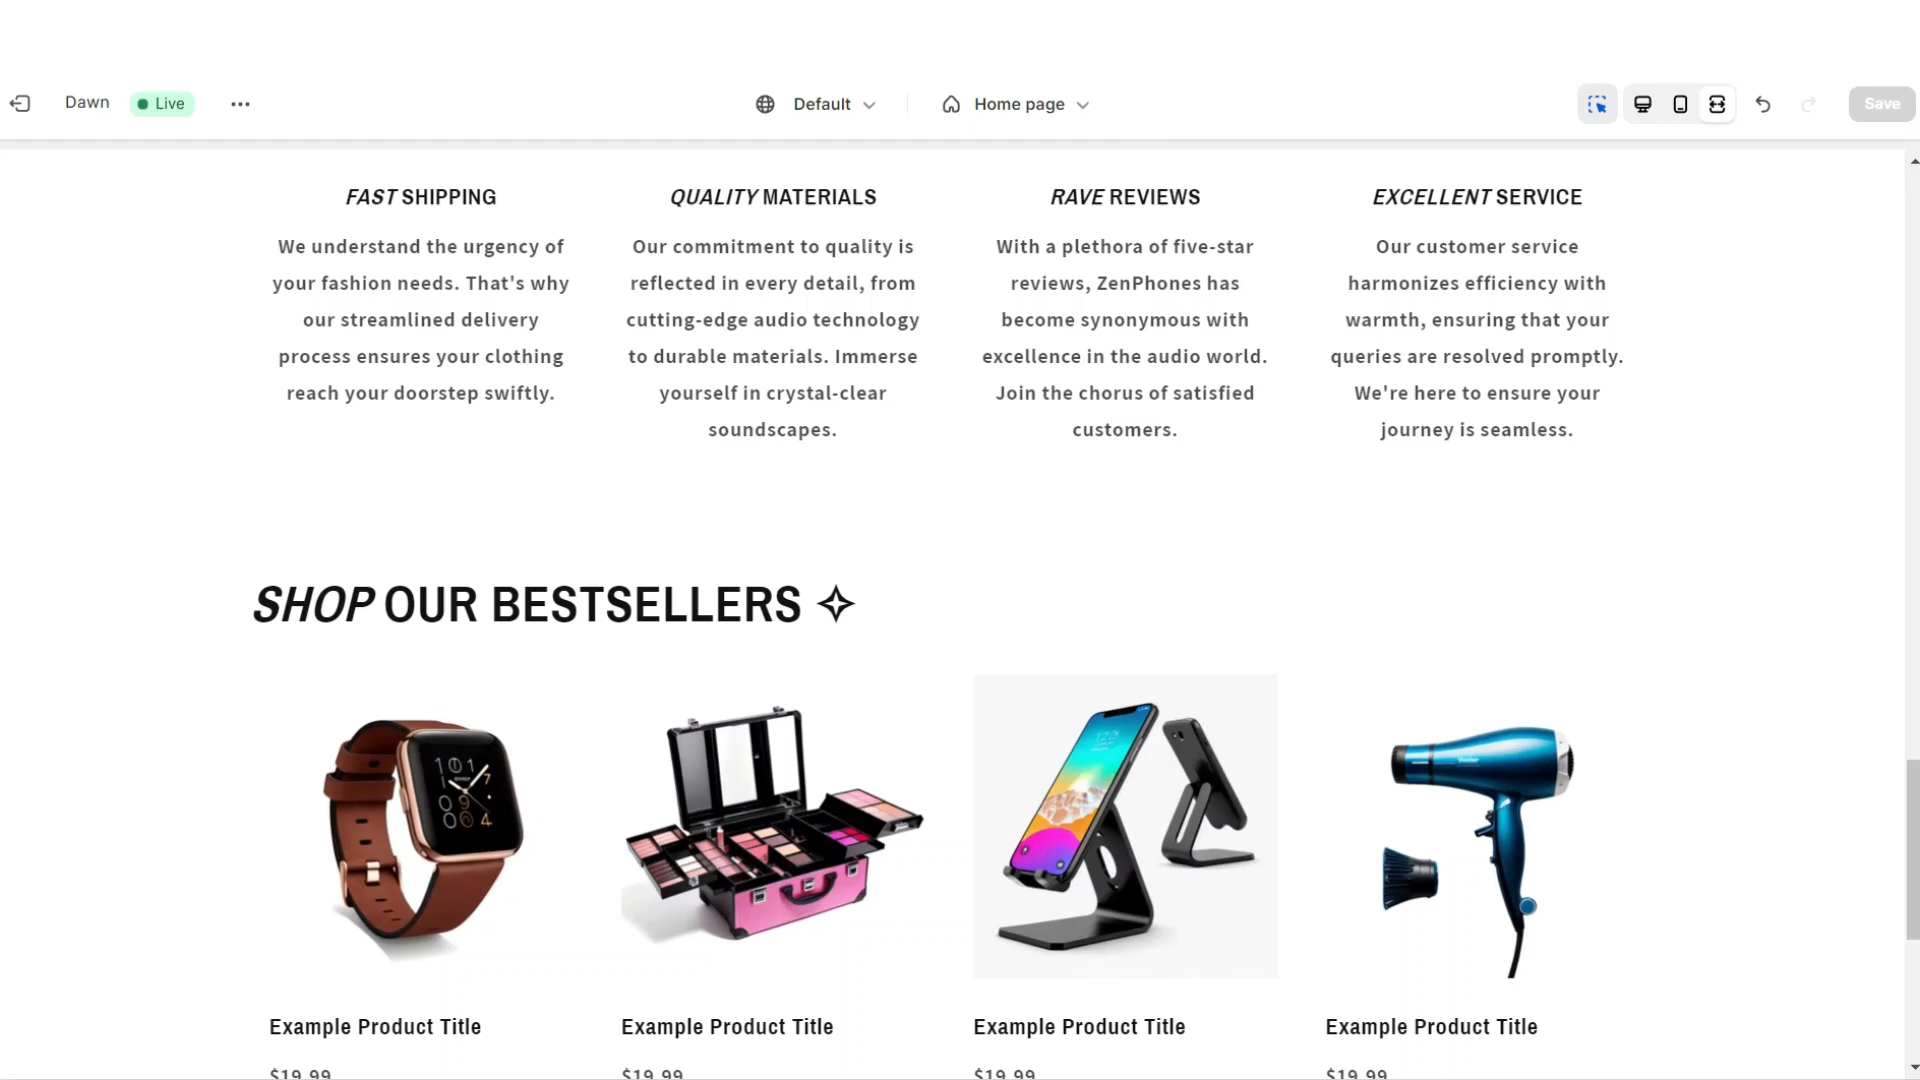 Dawn Live ... Default Home page Save
FAST SHIPPING
We understand the urgency of
your fashion needs. That's why
our streamlined delivery
process ensures your clothing
reach your doorstep swiftly.
QUALITY MATERIALS
Our commitment to quality is
reflected in every detail, from
cutting-edge audio technology
to durable materials. Immerse
yourself in crystal-clear
soundscapes.
RAVE REVIEWS
With a plethora of five-star
reviews, ZenPhones has
become synonymous with
excellence in the audio world.
Join the chorus of satisfied
customers.
EXCELLENT SERVICE
Our customer service
harmonizes efficiency with
warmth, ensuring that your
queries are resolved promptly.
We're here to ensure your
journey is seamless.
SHOP OUR BESTSELLERS ✧
Example Product Title
$19.99
Example Product Title
$19.99
Example Product Title
$19.99
Example Product Title
$19.99